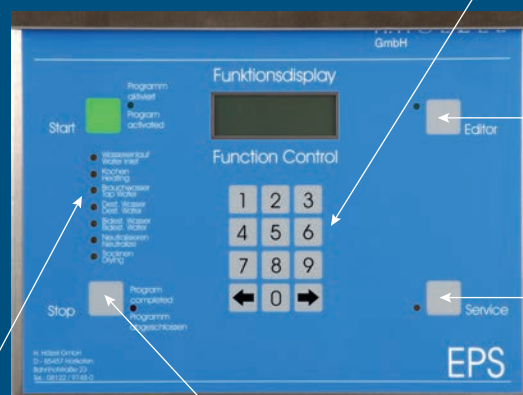 GmbH
Funktionsdisplay
Programm
aktiviert
Program
activated
Start
Editor
Function Control
Wassereinlauf
Water Inlet
Kochen
Heating
Brauchwasser
Tap Water
Dest. Wasser
Dest. Water
Bidest. Wasser
Bidest. Water
Neutralisieren
Neutralize
Trocknen
Drying
1 2 3
4 5 6
7 8 9
0
Program
completed
Programm
abgeschlossen
Stop
Service
H. Hölzel GmbH
EPS